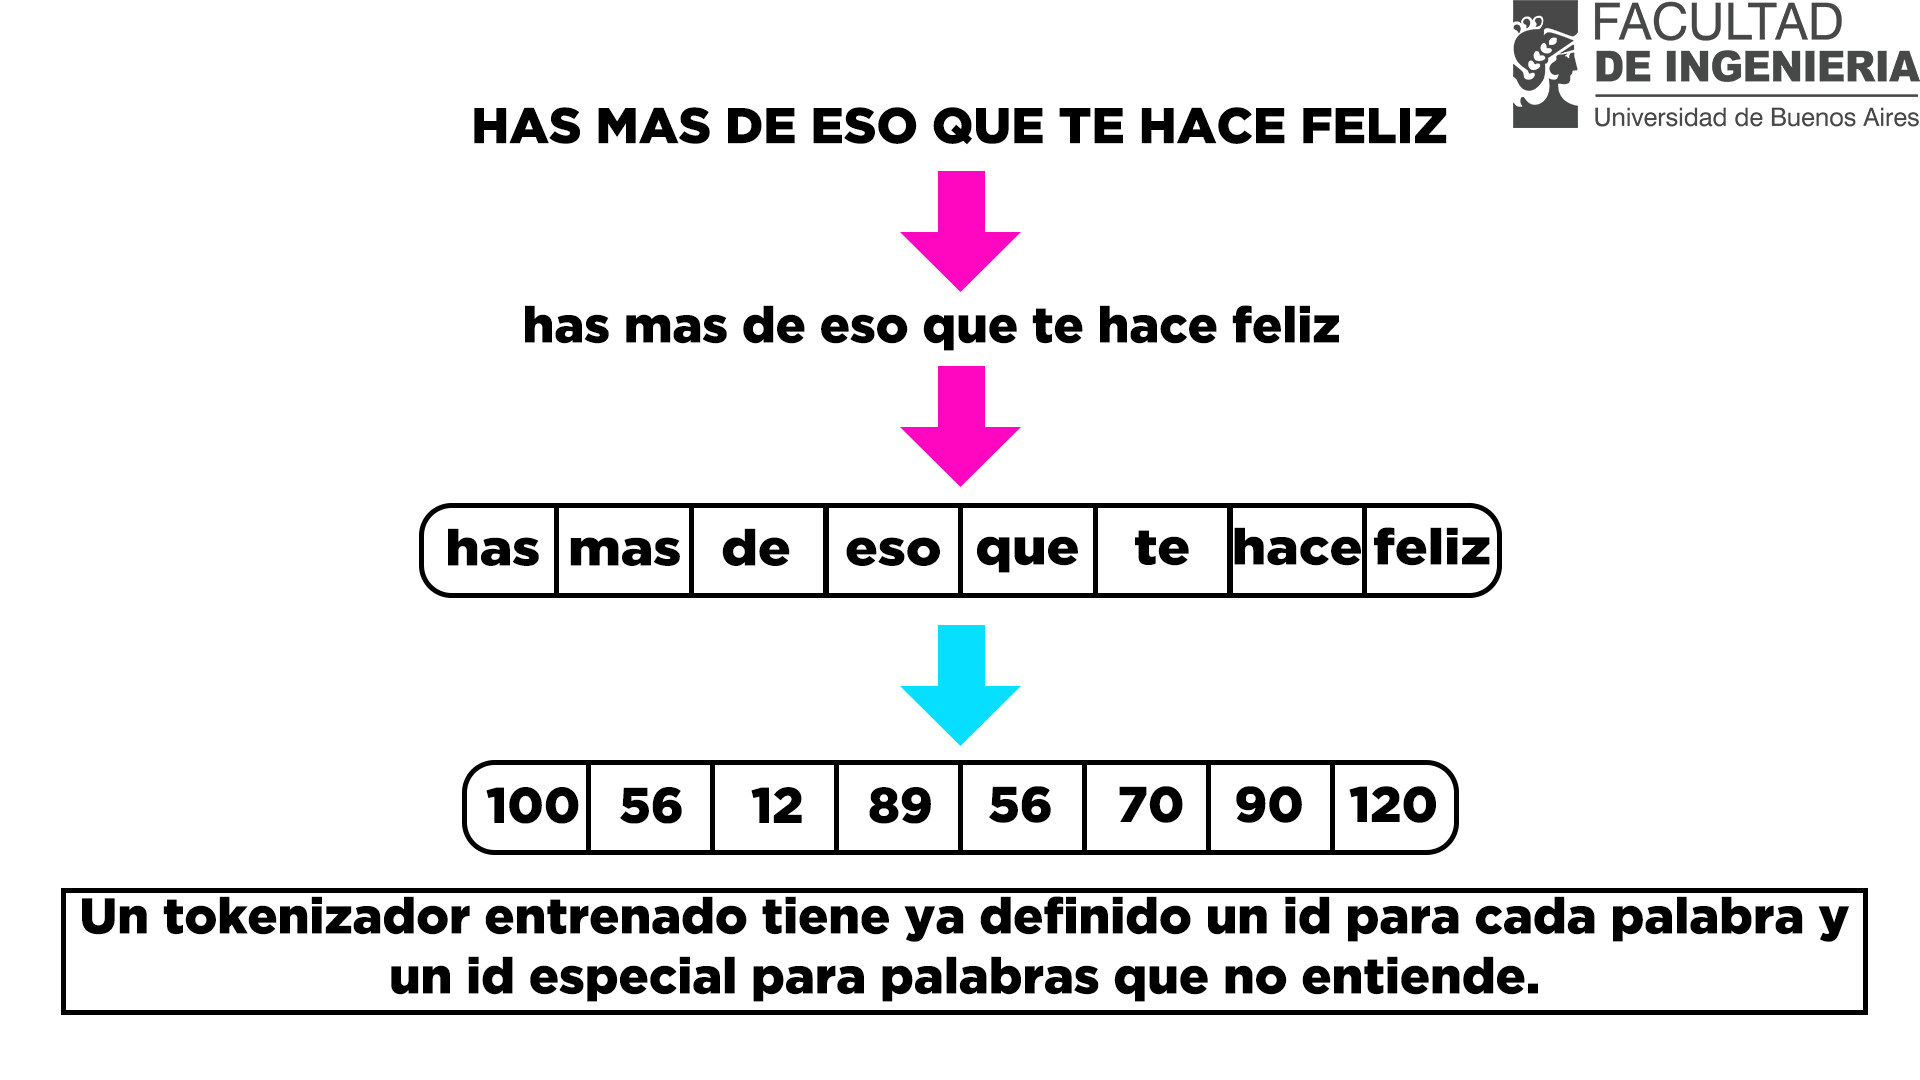 FACULTAD
DE INGENIERIA
Universidad de Buenos Aires
HAS MAS DE ESO QUE TE HACE FELIZ
has mas de eso que te hace feliz
has mas de eso que te hace feliz
100 56 12 89 56 70 90 120
Un tokenizador entrenado tiene ya definido un id para cada palabra y
un id especial para palabras que no entiende.